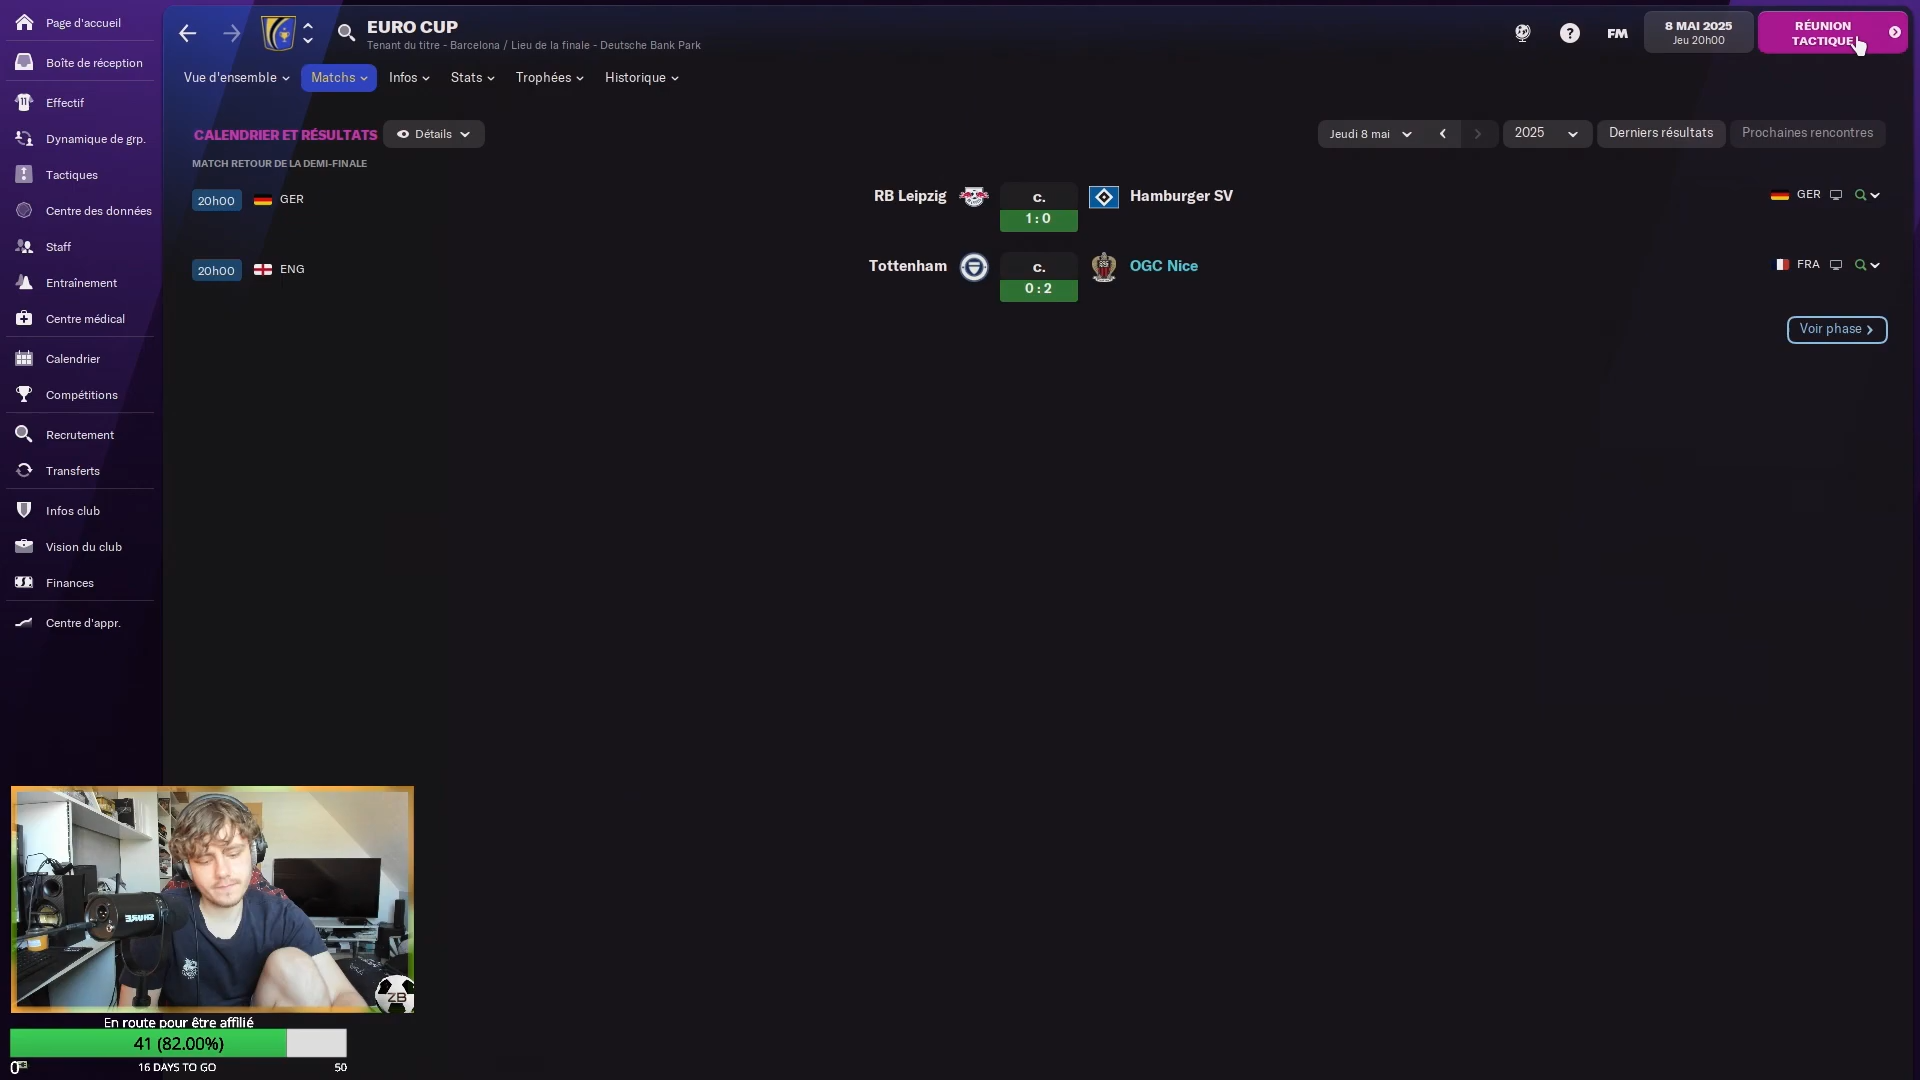 Page d'accueil
Boîte de réception
Effectif
Dynamique de grp.
Tactiques
Centre des données
Staff
Entraînement
Centre médical
Calendrier
Compétitions
Recrutement
Transferts
Infos club
Vision du club
Finances
Centre d'appr.
EURO CUP
Tenant du titre - Barcelona / Lieu de la finale - Deutsche Bank Park
FM
8 MAI 2025
Jeu 20h00
RÉUNION
TACTIQUE
Vue d'ensemble
Matchs
Infos
Stats
Trophées
Historique
CALENDRIER ET RÉSULTATS
Détails
Jeudi 8 mai
2025
Derniers résultats
Prochaines rencontres
MATCH RETOUR DE LA DEMI-FINALE
20h00 GER RB Leipzig c. Hamburger SV GER
1 : 0
20h00 ENG Tottenham c. OGC Nice FRA
0 : 2
Voir phase
SHURE
ZB
En route pour être affilié
41 (82.00%)
0 16 DAYS TO GO 50